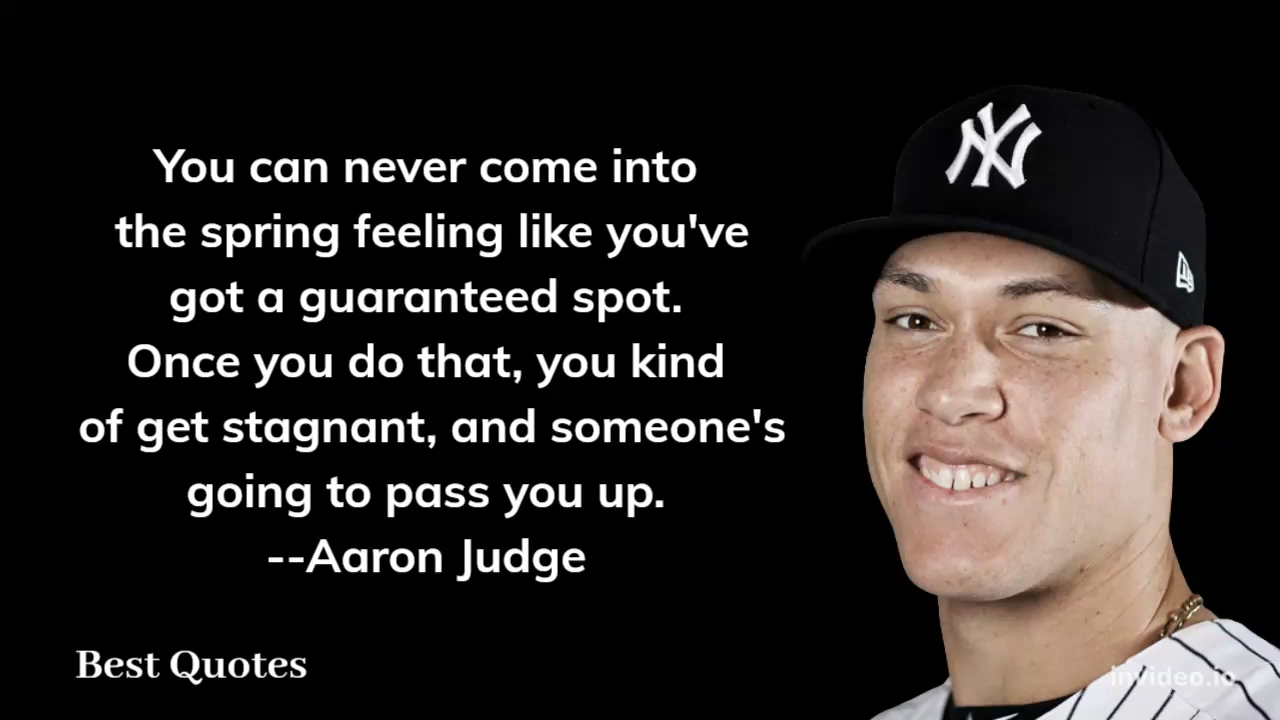 You can never come into
the spring feeling like you've
got a guaranteed spot.
Once you do that, you kind
of get stagnant, and someone's
going to pass you up.
--Aaron Judge
Best Quotes
NY
invideo.io